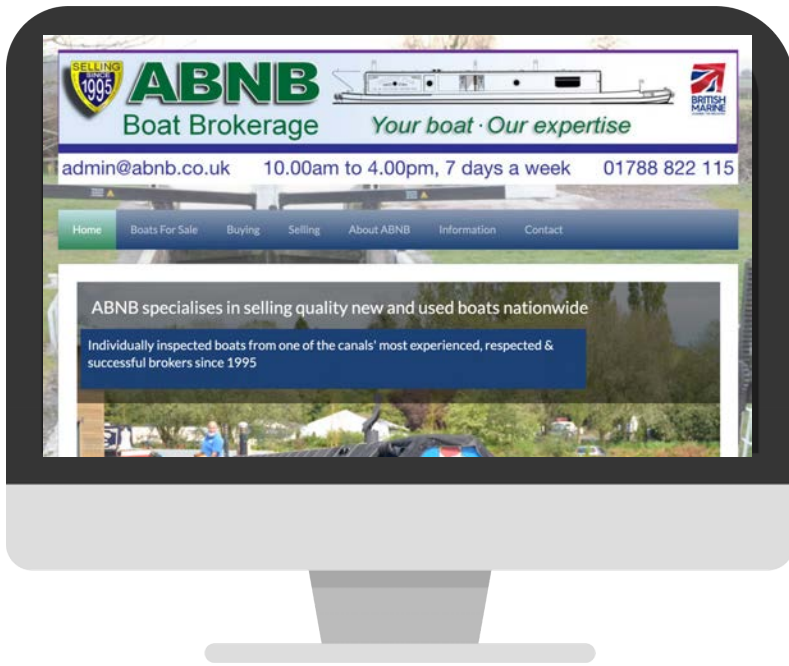 SELLING
SINCE
1995
ABNB
Boat Brokerage
Your boat · Our expertise
BRITISH
MARINE
admin@abnb.co.uk 10.00am to 4.00pm, 7 days a week 01788 822 115
Home Boats For Sale Buying Selling About ABNB Information Contact
ABNB specialises in selling quality new and used boats nationwide
Individually inspected boats from one of the canals' most experienced, respected &
successful brokers since 1995